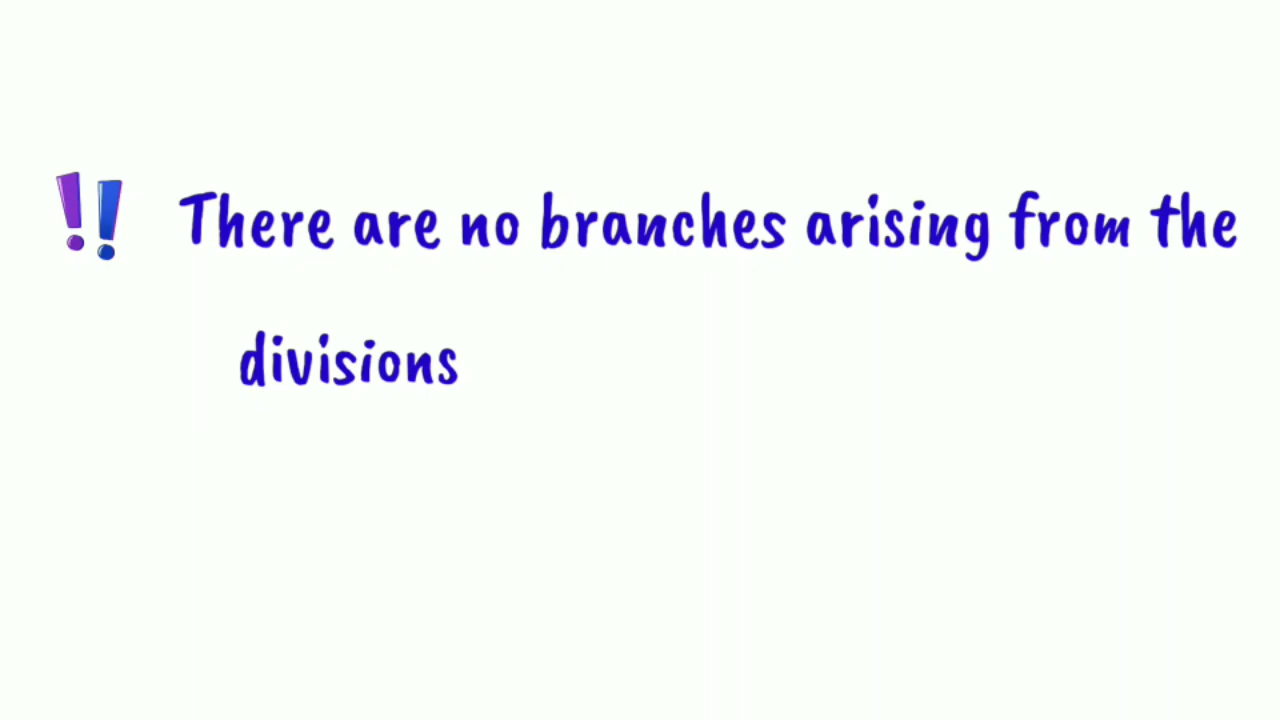 ‼ There are no branches arising from the
divisions